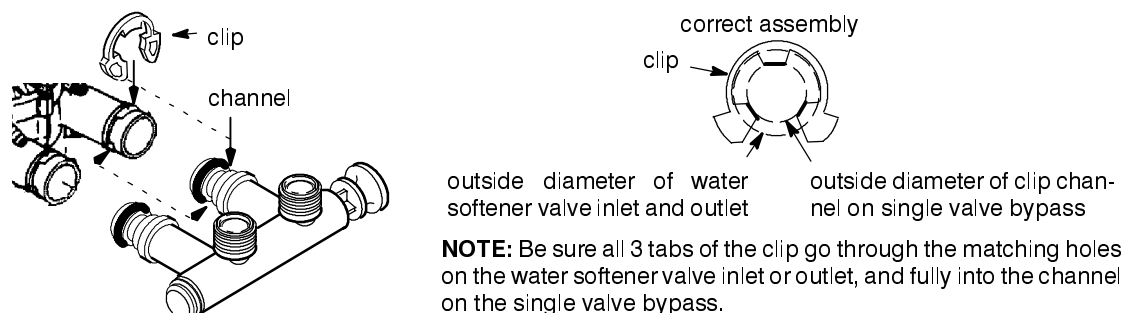 clip
channel
correct assembly
clip
outside diameter of water
softener valve inlet and outlet
outside diameter of clip chan-
nel on single valve bypass
NOTE: Be sure all 3 tabs of the clip go through the matching holes
on the water softener valve inlet or outlet, and fully into the channel
on the single valve bypass.